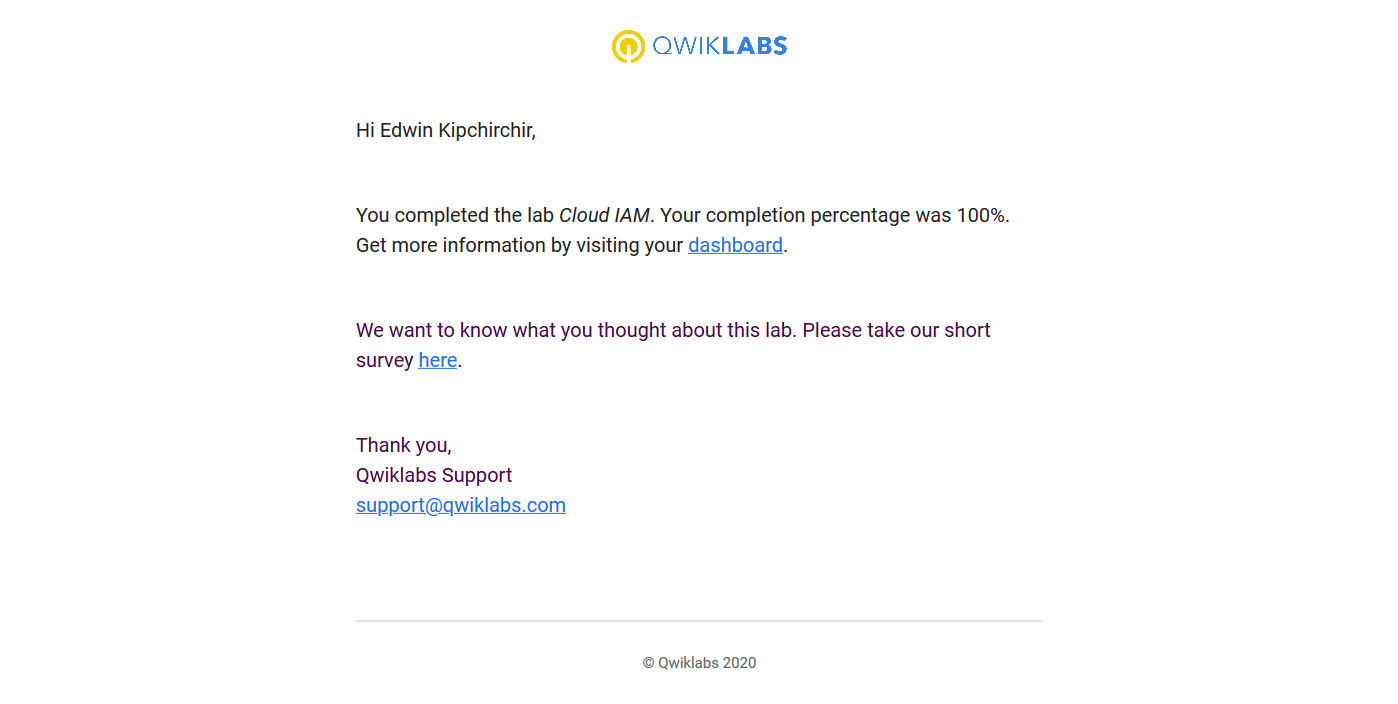 QWIKLABS
Hi Edwin Kipchirchir,
You completed the lab Cloud IAM. Your completion percentage was 100%.
Get more information by visiting your dashboard.
We want to know what you thought about this lab. Please take our short
survey here.
Thank you,
Qwiklabs Support
support@qwiklabs.com
© Qwiklabs 2020